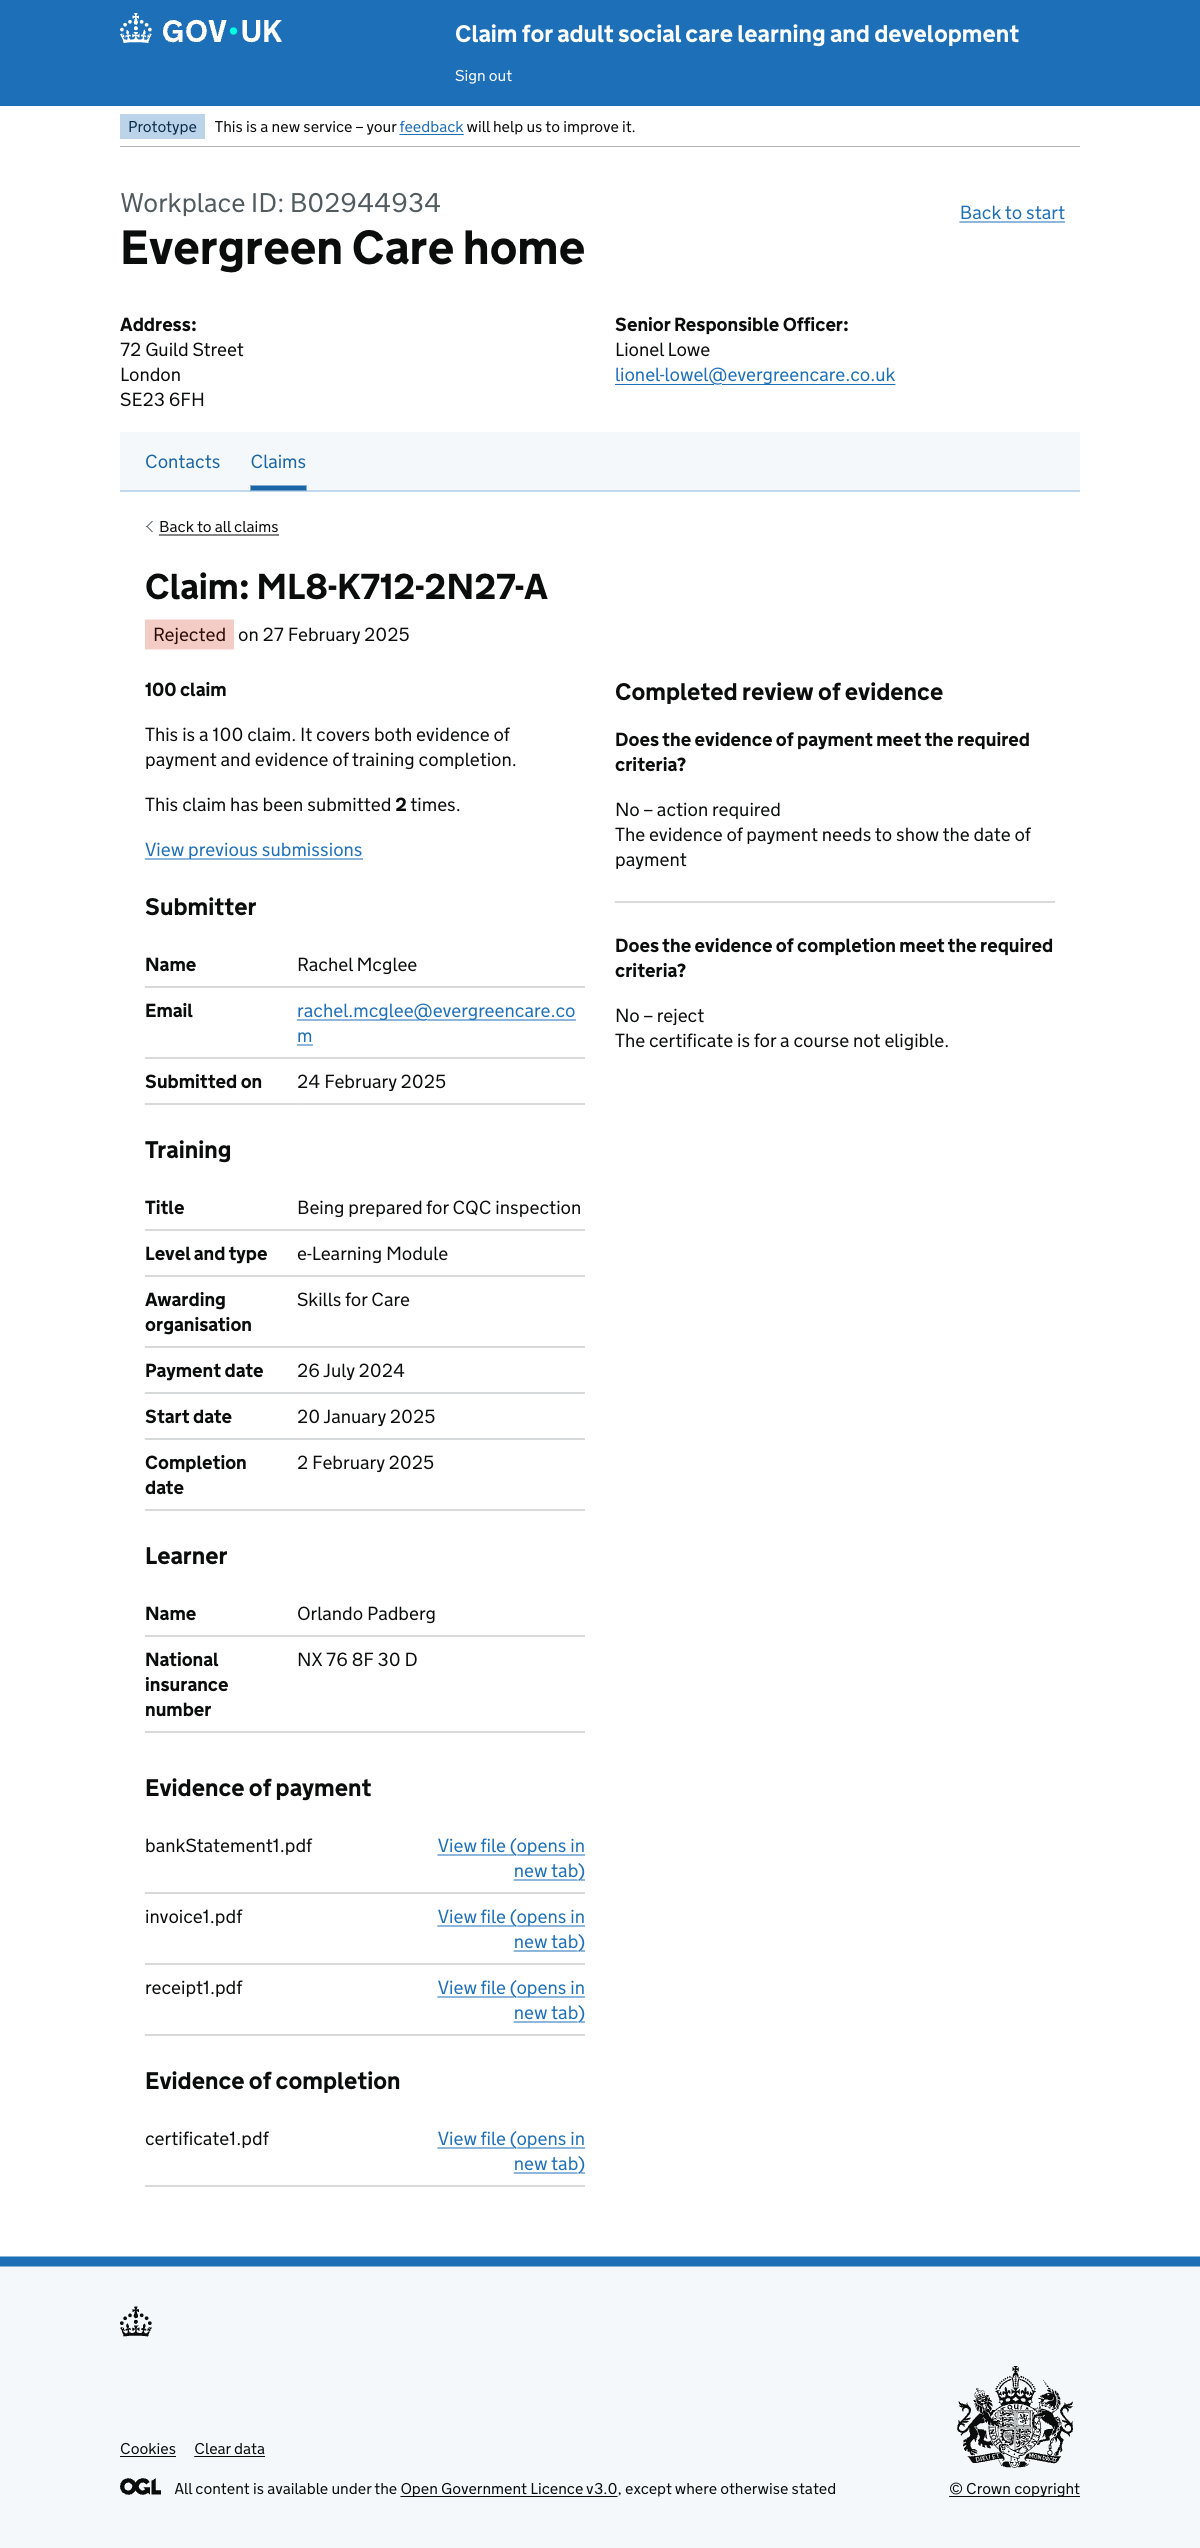 GOV·UK
Claim for adult social care learning and development
Sign out
Prototype This is a new service – your feedback will help us to improve it.
Workplace ID: B02944934
Evergreen Care home
Back to start
Address:
72 Guild Street
London
SE23 6FH
Senior Responsible Officer:
Lionel Lowe
lionel-lowel@evergreencare.co.uk
Contacts Claims
Back to all claims
Claim: ML8-K712-2N27-A
Rejected on 27 February 2025
100 claim
This is a 100 claim. It covers both evidence of
payment and evidence of training completion.
This claim has been submitted 2 times.
View previous submissions
Submitter
Name Rachel Mcglee
Email rachel.mcglee@evergreencare.co
m
Submitted on 24 February 2025
Training
Title Being prepared for CQC inspection
Level and type e-Learning Module
Awarding Skills for Care
organisation
Payment date 26 July 2024
Start date 20 January 2025
Completion 2 February 2025
date
Learner
Name Orlando Padberg
National NX 76 8F 30 D
insurance
number
Evidence of payment
bankStatement1.pdf View file (opens in
new tab)
invoice1.pdf View file (opens in
new tab)
receipt1.pdf View file (opens in
new tab)
Evidence of completion
certificate1.pdf View file (opens in
new tab)
Completed review of evidence
Does the evidence of payment meet the required
criteria?
No – action required
The evidence of payment needs to show the date of
payment
Does the evidence of completion meet the required
criteria?
No – reject
The certificate is for a course not eligible.
Cookies Clear data
OGL All content is available under the Open Government Licence v3.0, except where otherwise stated
© Crown copyright